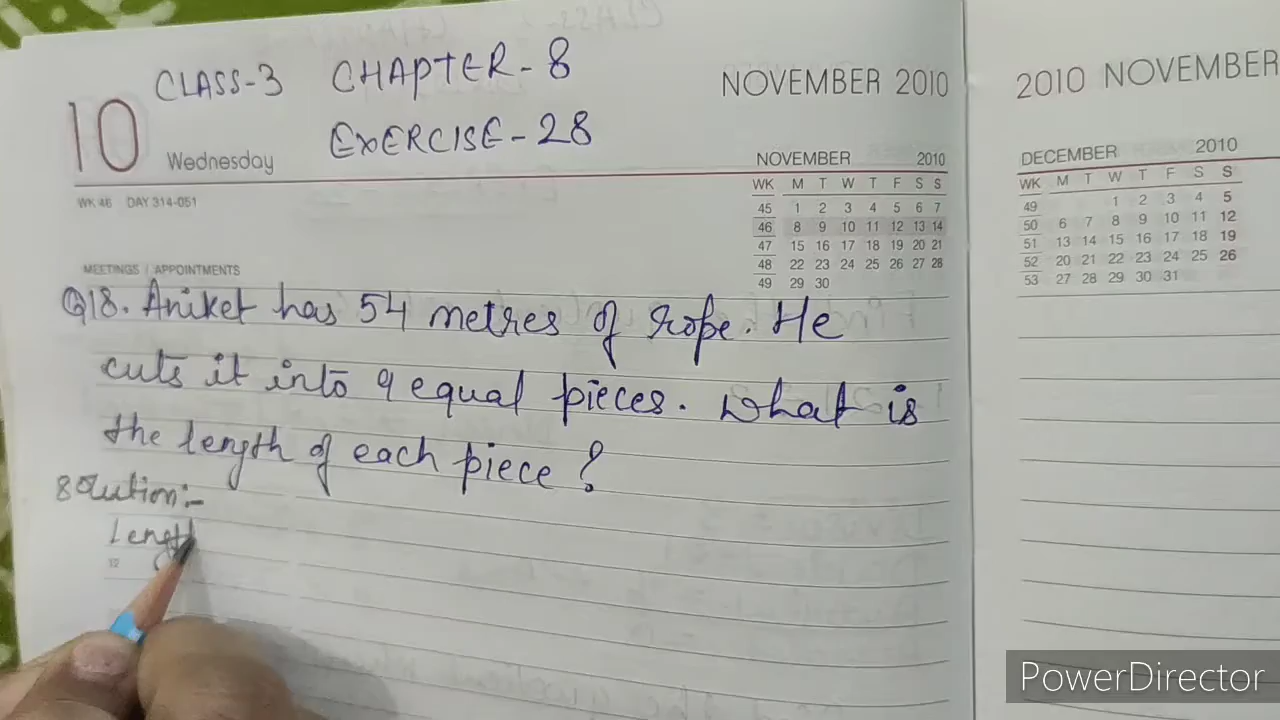 CLASS-3 CHAPTER-8
EXERCISE-28
10 Wednesday
WK 46 DAY 314-051
NOVEMBER 2010
NOVEMBER 2010
WK M T W T F S S
45 1 2 3 4 5 6 7
46 8 9 10 11 12 13 14
47 15 16 17 18 19 20 21
48 22 23 24 25 26 27 28
49 29 30
MEETINGS / APPOINTMENTS
Q18. Aniket has 54 metres of rope. He
cuts it into 9 equal pieces. What is
the length of each piece?
Solution:-
Length
12
2010 NOVEMBER
DECEMBER 2010
WK M T W T F S S
49 1 2 3 4 5
50 6 7 8 9 10 11 12
51 13 14 15 16 17 18 19
52 20 21 22 23 24 25 26
53 27 28 29 30 31
PowerDirector